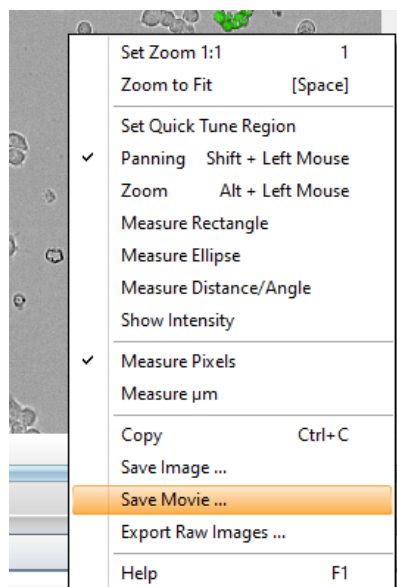 Set Zoom 1:1 1
Zoom to Fit [Space]
Set Quick Tune Region
Panning Shift + Left Mouse
Zoom Alt + Left Mouse
Measure Rectangle
Measure Ellipse
Measure Distance/Angle
Show Intensity
Measure Pixels
Measure µm
Copy Ctrl+C
Save Image ...
Save Movie ...
Export Raw Images ...
Help F1